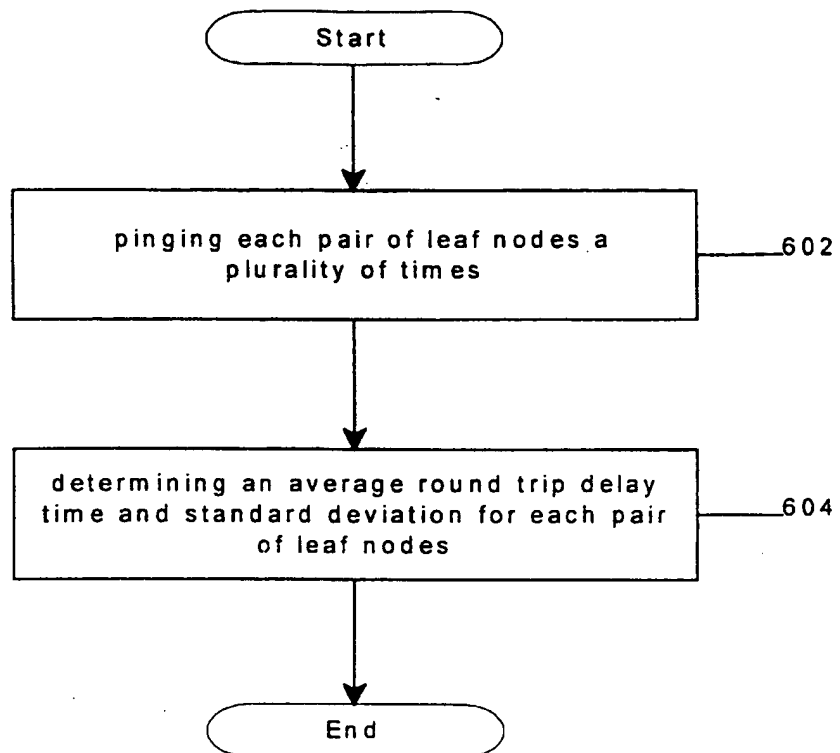 Start
pinging each pair of leaf nodes a
plurality of times
602
determining an average round trip delay
time and standard deviation for each pair
of leaf nodes
604
End